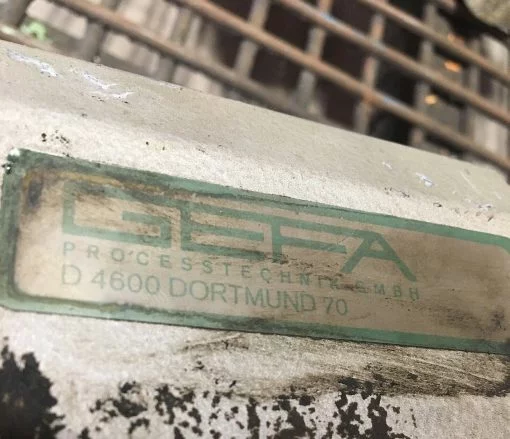 GEFA
PROCESSTECHNIK GMBH
D 4600 DORTMUND 70